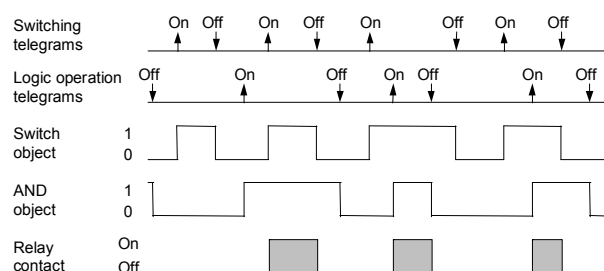 Switching telegrams On Off On Off On Off On Off
Logic operation telegrams Off On Off On Off On Off
Switch object 1 0
AND object 1 0
Relay contact On Off